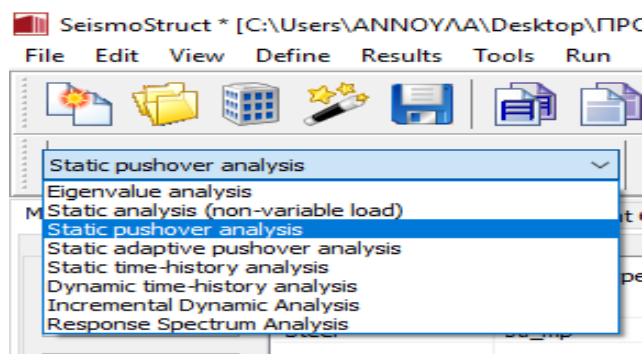 SeismoStruct * [C:\Users\ΑΝΝΟΥΛΑ\Desktop\ΠΡΟ
File Edit View Define Results Tools Run
Static pushover analysis
Eigenvalue analysis
Static analysis (non-variable load)
Static pushover analysis
Static adaptive pushover analysis
Static time-history analysis
Dynamic time-history analysis
Incremental Dynamic Analysis
Response Spectrum Analysis